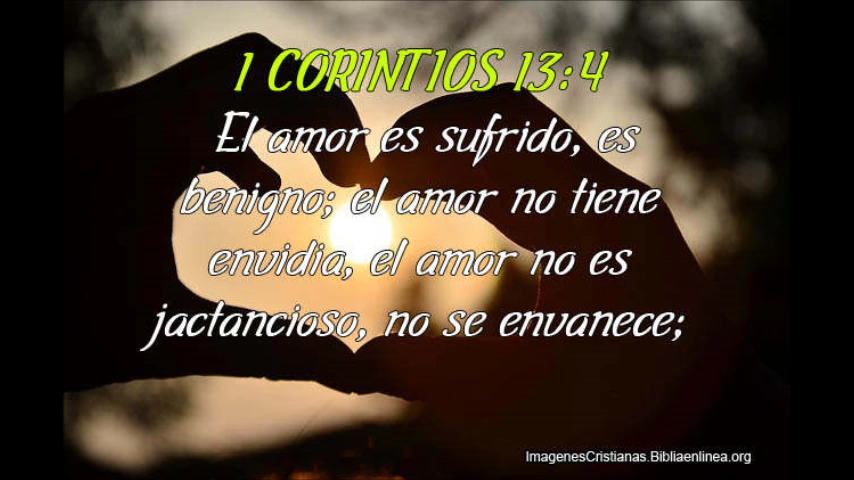 1 CORINTIOS 13:4
El amor es sufrido, es
benigno; el amor no tiene
envidia, el amor no es
jactancioso, no se envanece;
ImagenesCristianas.Bibliaenlinea.org